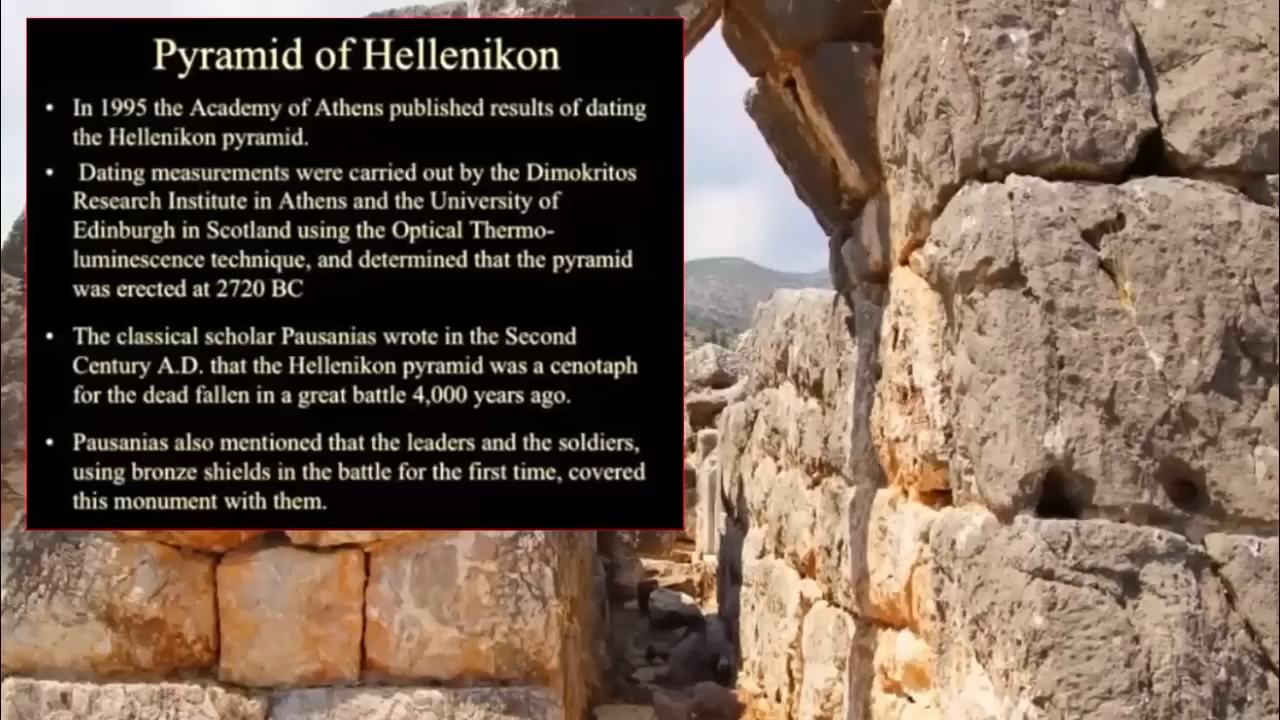 Pyramid of Hellenikon
• In 1995 the Academy of Athens published results of dating
the Hellenikon pyramid.
• Dating measurements were carried out by the Dimokritos
Research Institute in Athens and the University of
Edinburgh in Scotland using the Optical Thermo-
luminescence technique, and determined that the pyramid
was erected at 2720 BC
• The classical scholar Pausanias wrote in the Second
Century A.D. that the Hellenikon pyramid was a cenotaph
for the dead fallen in a great battle 4,000 years ago.
• Pausanias also mentioned that the leaders and the soldiers,
using bronze shields in the battle for the first time, covered
this monument with them.